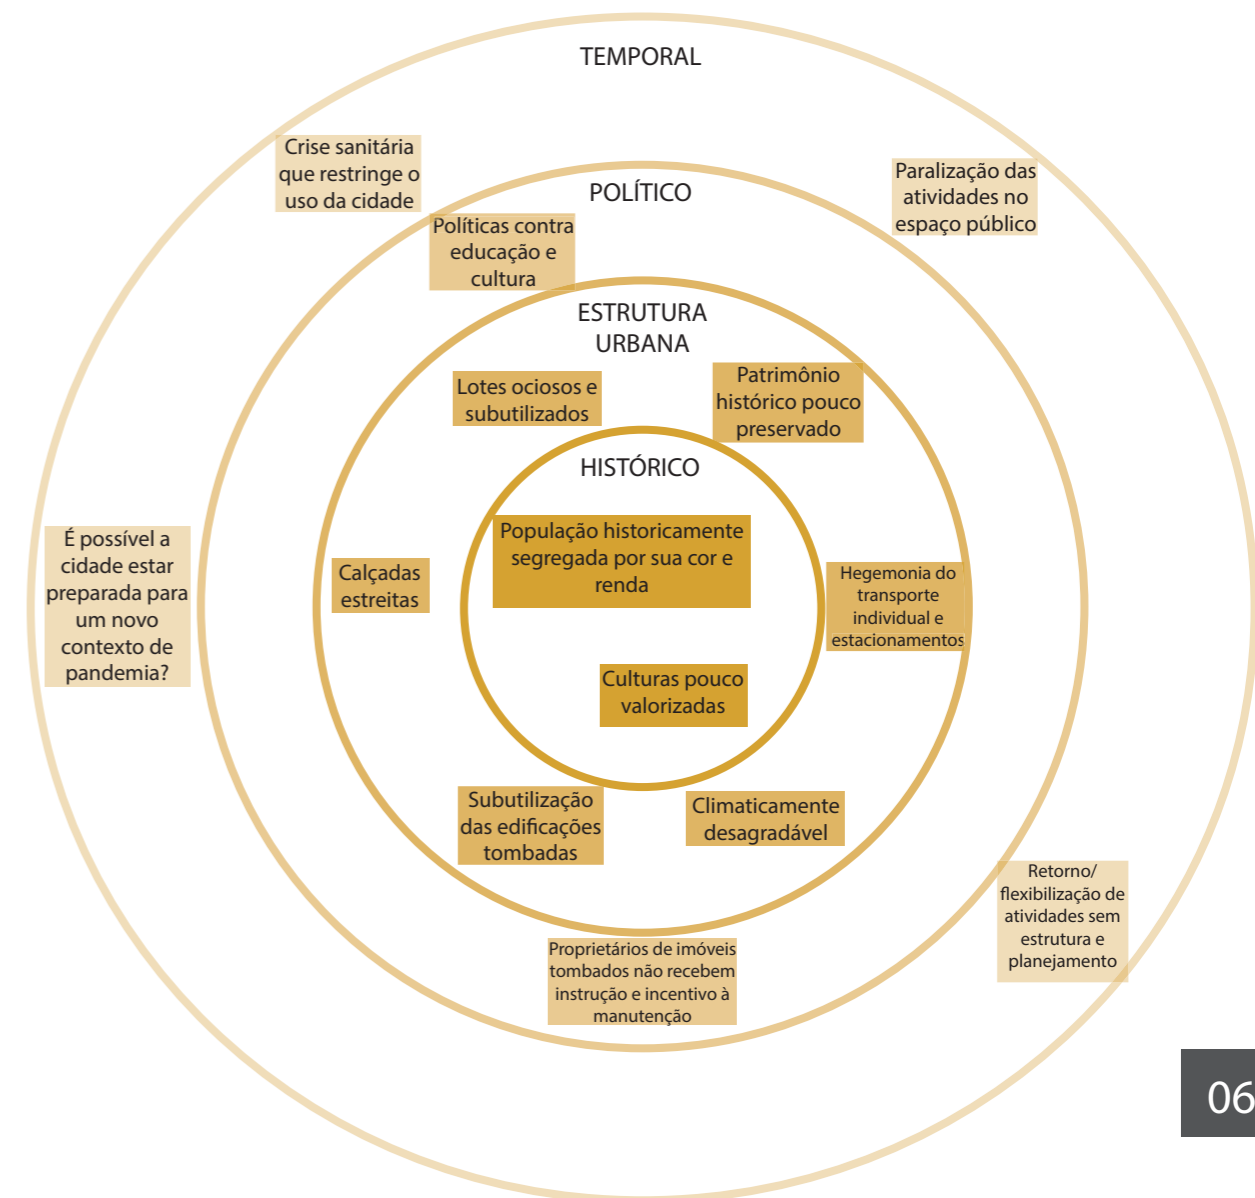 TEMPORAL
Crise sanitária
que restringe o
uso da cidade
Paralização das
atividades no
espaço público
POLÍTICO
Políticas contra
educação e
cultura
ESTRUTURA
URBANA
Lotes ociosos e
subutilizados
Patrimônio
histórico pouco
preservado
HISTÓRICO
População historicamente
segregada por sua cor e
renda
É possível a
cidade estar
preparada para
um novo
contexto de
pandemia?
Calçadas
estreitas
Hegemonia do
transporte
individual e
estacionamentos
Culturas pouco
valorizadas
Subutilização
das edificações
tombadas
Climaticamente
desagradável
Retorno/
flexibilização de
atividades sem
estrutura e
planejamento
Proprietários de imóveis
tombados não recebem
instrução e incentivo à
manutenção
06